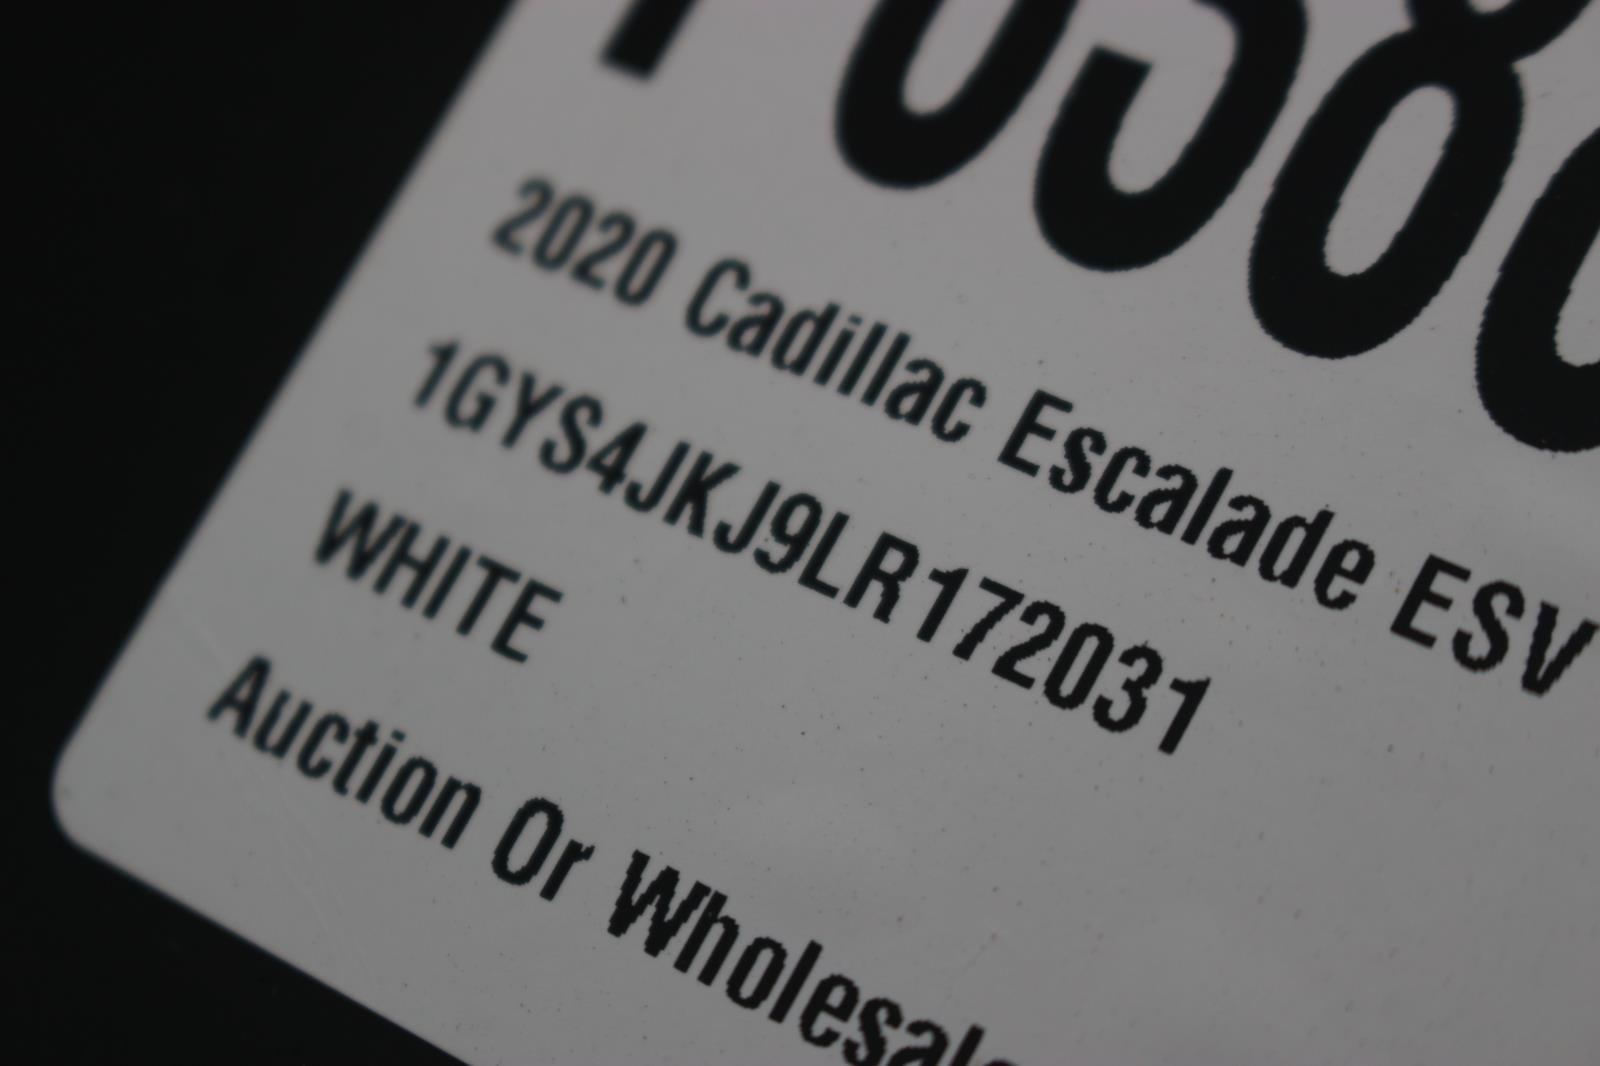 2020 Cadillac Escalade ESV
1GYS4JKJ9LR172031
WHITE
Auction Or